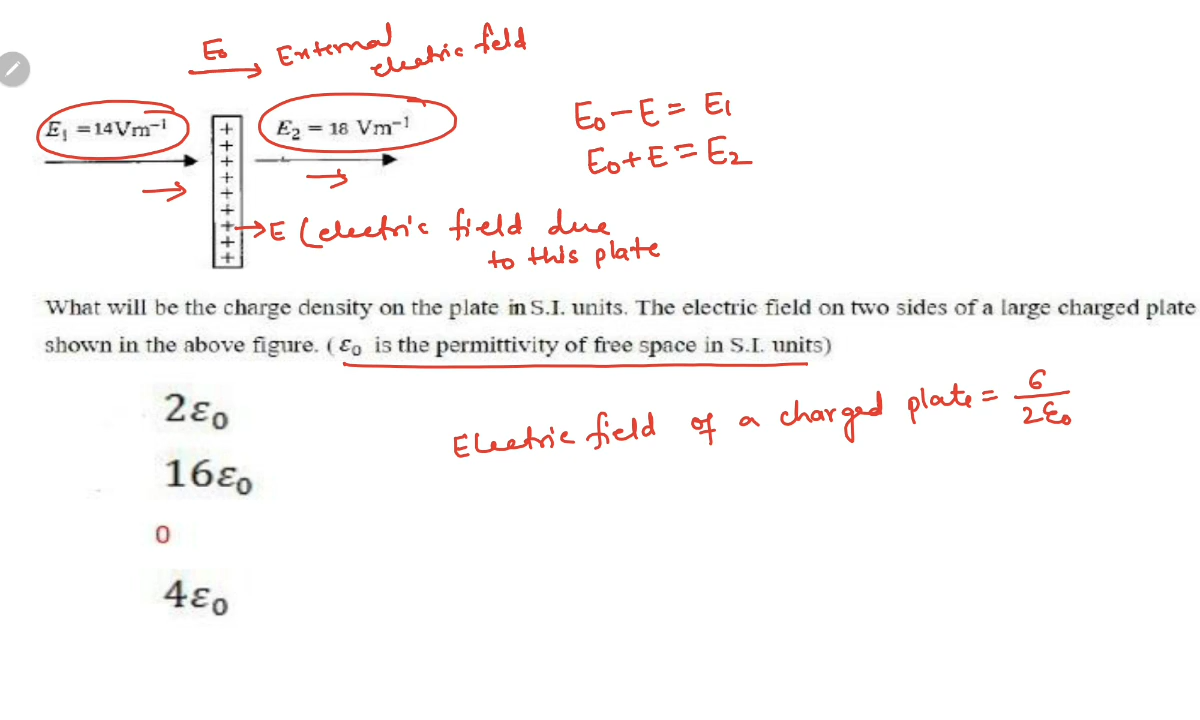 E₀ External
electric feld
E₁ = 14Vm⁻¹
E₂ = 18 Vm⁻¹
+
+
+
+
+
+
+
+
+
E₀ - E = E₁
E₀ + E = E₂
→ E (electric field due
to this plate
What will be the charge density on the plate in S.I. units. The electric field on two sides of a large charged plate
shown in the above figure. ( ε₀ is the permittivity of free space in S.I. units)
2ε₀
Electric field of a charged plate = σ/2ε₀
16ε₀
0
4ε₀